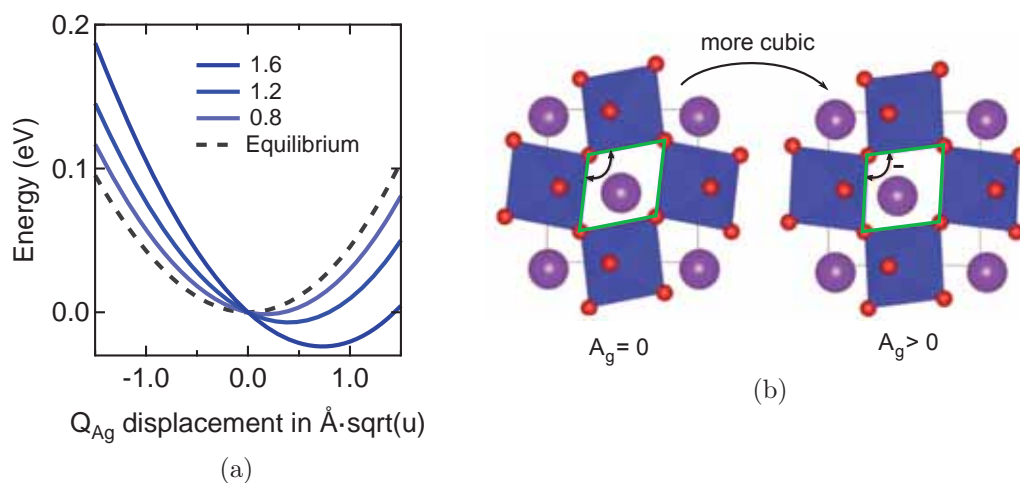 0.2
0.1
0.0
Energy (eV)
1.6
1.2
0.8
Equilibrium
-1.0 0.0 1.0
Q_Ag displacement in Å·sqrt(u)
(a)
more cubic
–
A_g = 0
A_g > 0
(b)